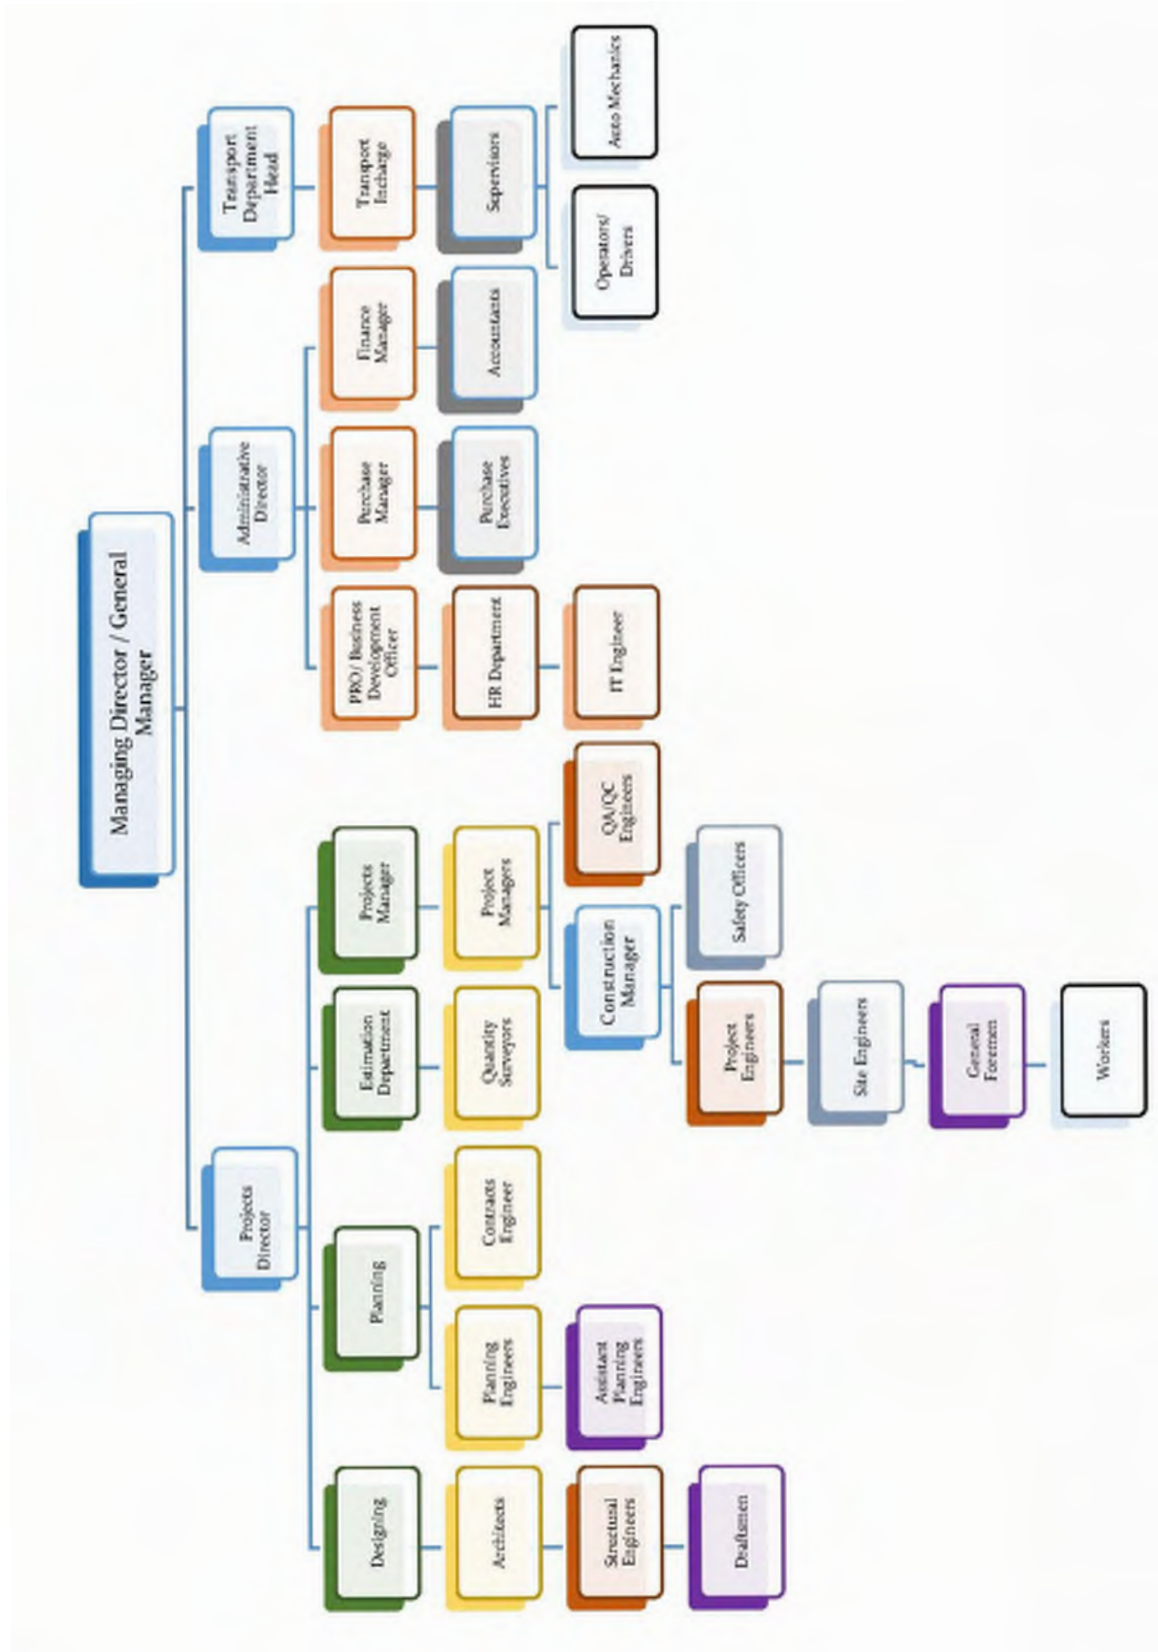 Managing Director / General
Manager
Projects
Director
Administrative
Director
Transport
Department
Head
Designing
Planning
Estimation
Department
Projects
Manager
PRO/ Business
Development
Officer
Purchase
Manager
Finance
Manager
Transport
Incharge
Architects
Planning
Engineers
Contracts
Engineer
Quantity
Surveyors
Project
Managers
HR Department
Purchase
Executives
Accountants
Supervisors
Structural
Engineers
Assistant
Planning
Engineers
Construction
Manager
QA/QC
Engineers
IT Engineer
Operators/
Drivers
Auto Mechanics
Draftsmen
Project
Engineers
Safety Officers
Site Engineers
General
Foremen
Workers